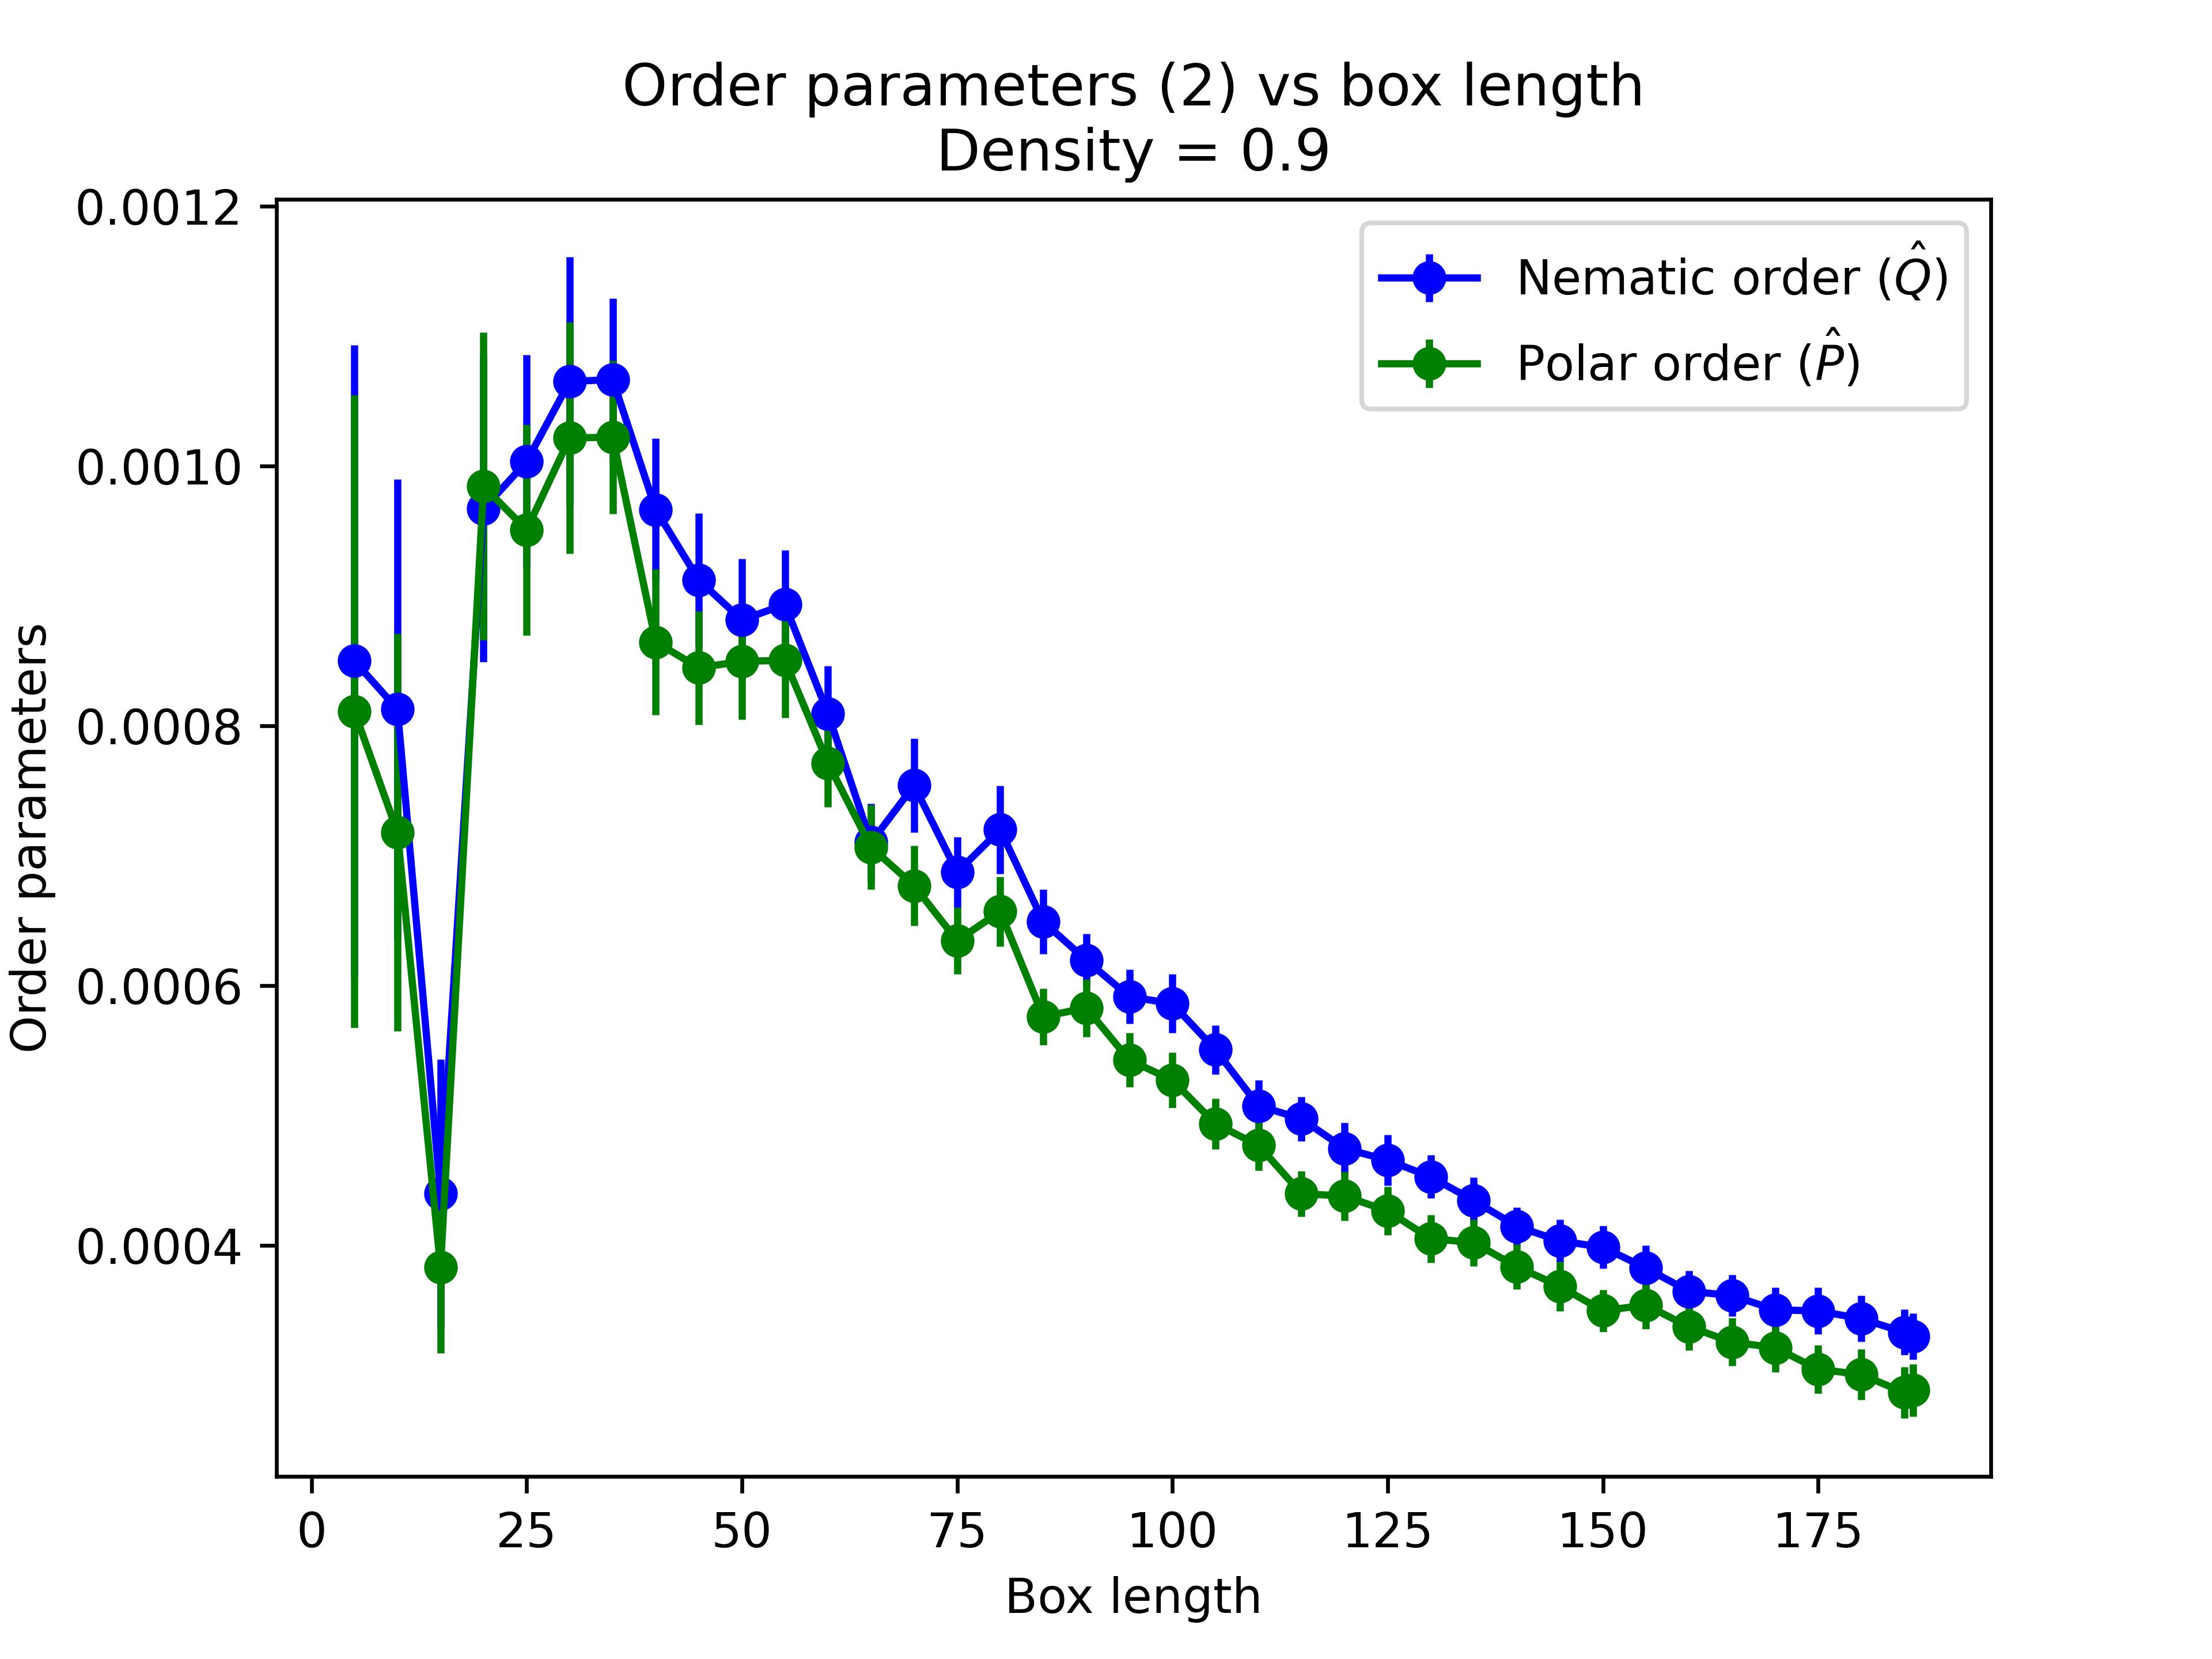 Order parameters (2) vs box length
Density = 0.9
Nematic order (Q̂)
Polar order (P̂)
Order parameters
0.0012
0.0010
0.0008
0.0006
0.0004
0 25 50 75 100 125 150 175
Box length